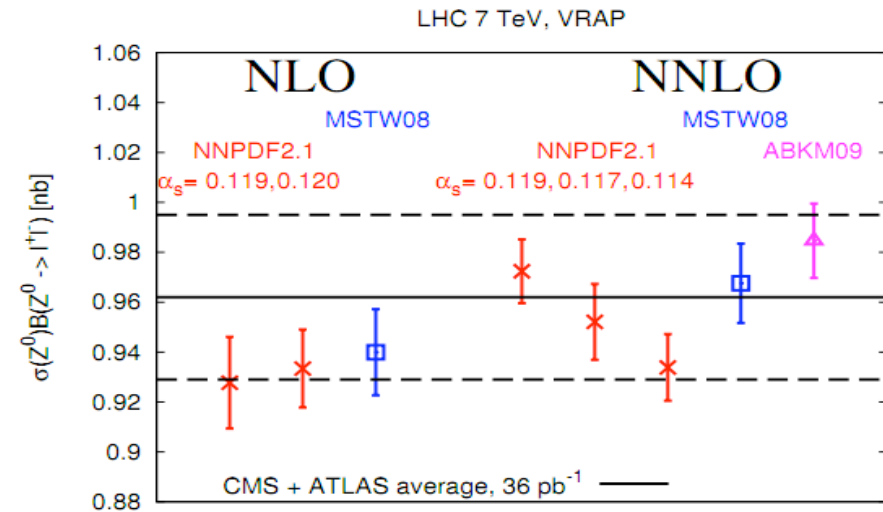 LHC 7 TeV, VRAP
σ(Z⁰)B(Z⁰ -> l⁺l⁻) [nb]
1.06
1.04
1.02
1
0.98
0.96
0.94
0.92
0.9
0.88
NLO
MSTW08
NNPDF2.1
αₛ= 0.119,0.120
NNLO
MSTW08
NNPDF2.1
ABKM09
αₛ= 0.119,0.117,0.114
CMS + ATLAS average, 36 pb⁻¹